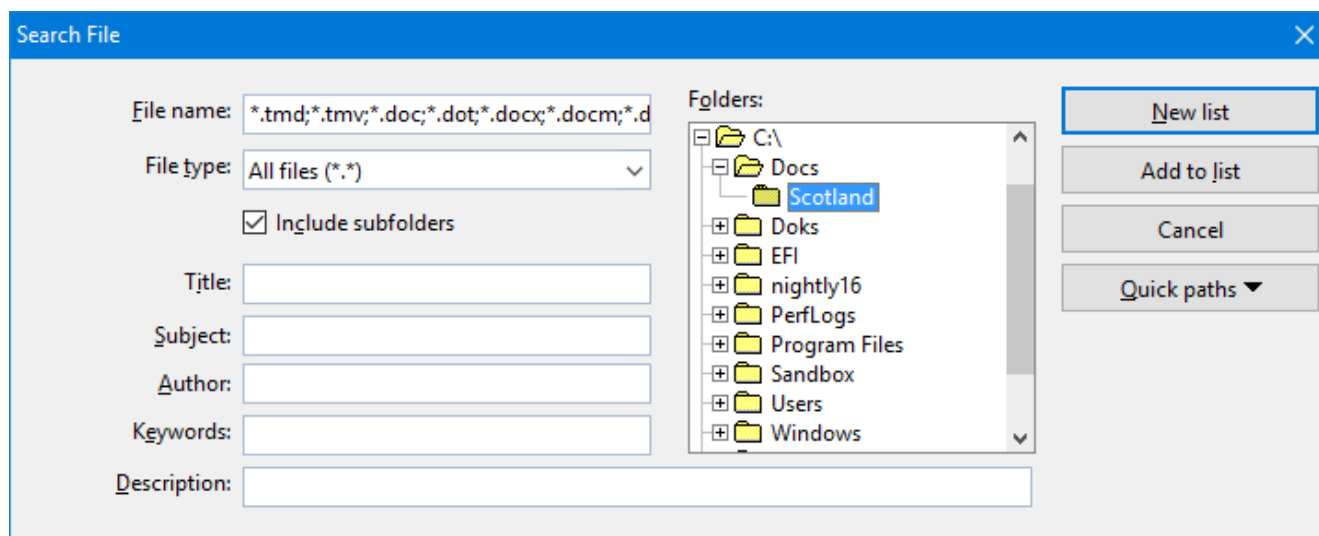 Search File
File name: *.tmd;*.tmv;*.doc;*.dot;*.docx;*.docm;*.d
File type: All files (*.*)
Include subfolders
Title:
Subject:
Author:
Keywords:
Description:
Folders:
C:\
Docs
Scotland
Doks
EFI
nightly16
PerfLogs
Program Files
Sandbox
Users
Windows
New list
Add to list
Cancel
Quick paths